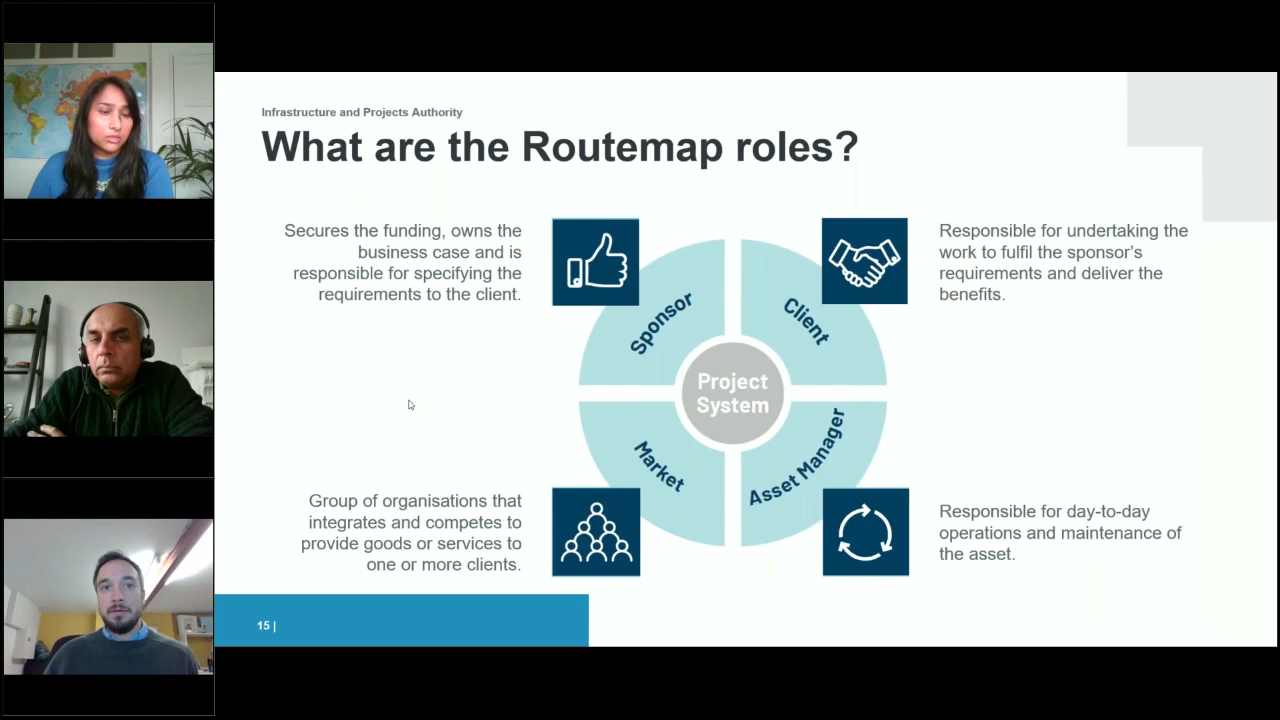 Infrastructure and Projects Authority
What are the Routemap roles?
Secures the funding, owns the
business case and is
responsible for specifying the
requirements to the client.
Sponsor
Client
Responsible for undertaking the
work to fulfil the sponsor's
requirements and deliver the
benefits.
Project
System
Group of organisations that
integrates and competes to
provide goods or services to
one or more clients.
Market
Asset Manager
Responsible for day-to-day
operations and maintenance of
the asset.
15 |